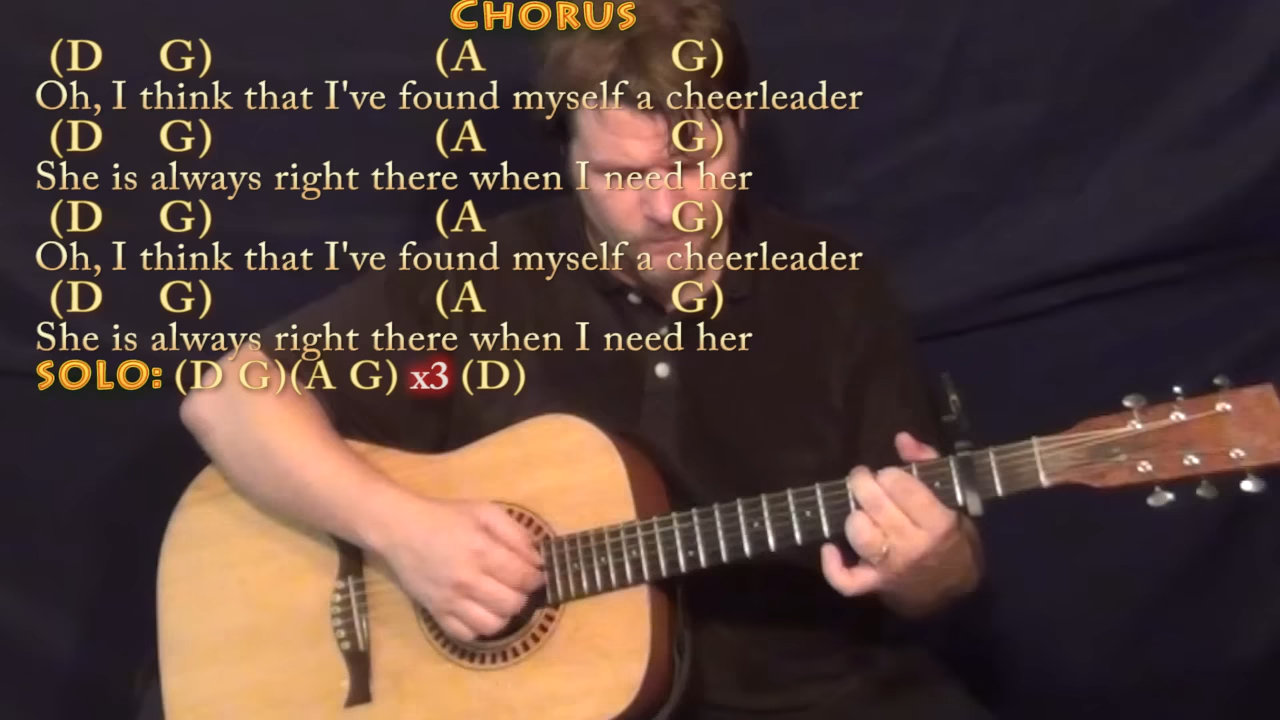 CHORUS
(D G) (A G)
Oh, I think that I've found myself a cheerleader
(D G) (A G)
She is always right there when I need her
(D G) (A G)
Oh, I think that I've found myself a cheerleader
(D G) (A G)
She is always right there when I need her
SOLO: (D G)(A G) x3 (D)